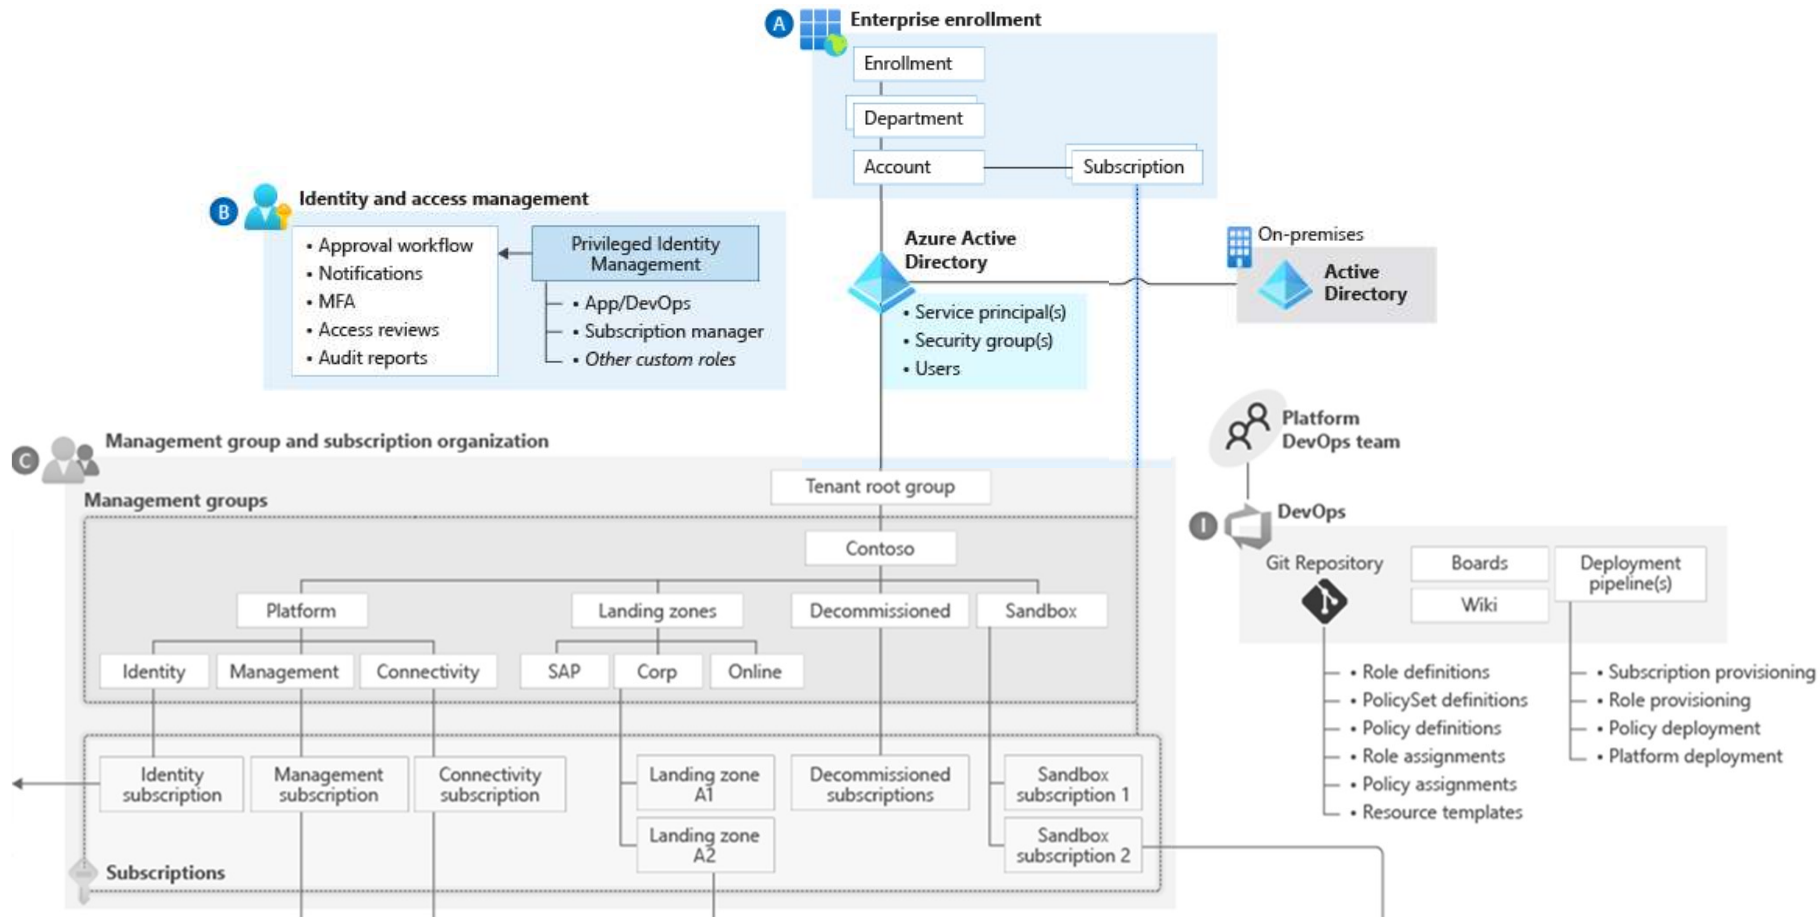 A
Enterprise enrollment
Enrollment
Department
Account
Subscription
B
Identity and access management
• Approval workflow
• Notifications
• MFA
• Access reviews
• Audit reports
Privileged Identity
Management
• App/DevOps
• Subscription manager
• Other custom roles
Azure Active
Directory
• Service principal(s)
• Security group(s)
• Users
On-premises
Active
Directory
C
Management group and subscription organization
Management groups
Tenant root group
Contoso
Platform
Landing zones
Decommissioned
Sandbox
Identity
Management
Connectivity
SAP
Corp
Online
Identity
subscription
Management
subscription
Connectivity
subscription
Landing zone
A1
Landing zone
A2
Decommissioned
subscriptions
Sandbox
subscription 1
Sandbox
subscription 2
Subscriptions
Platform
DevOps team
I
DevOps
Git Repository
Boards
Wiki
Deployment
pipeline(s)
• Role definitions
• PolicySet definitions
• Policy definitions
• Role assignments
• Policy assignments
• Resource templates
• Subscription provisioning
• Role provisioning
• Policy deployment
• Platform deployment